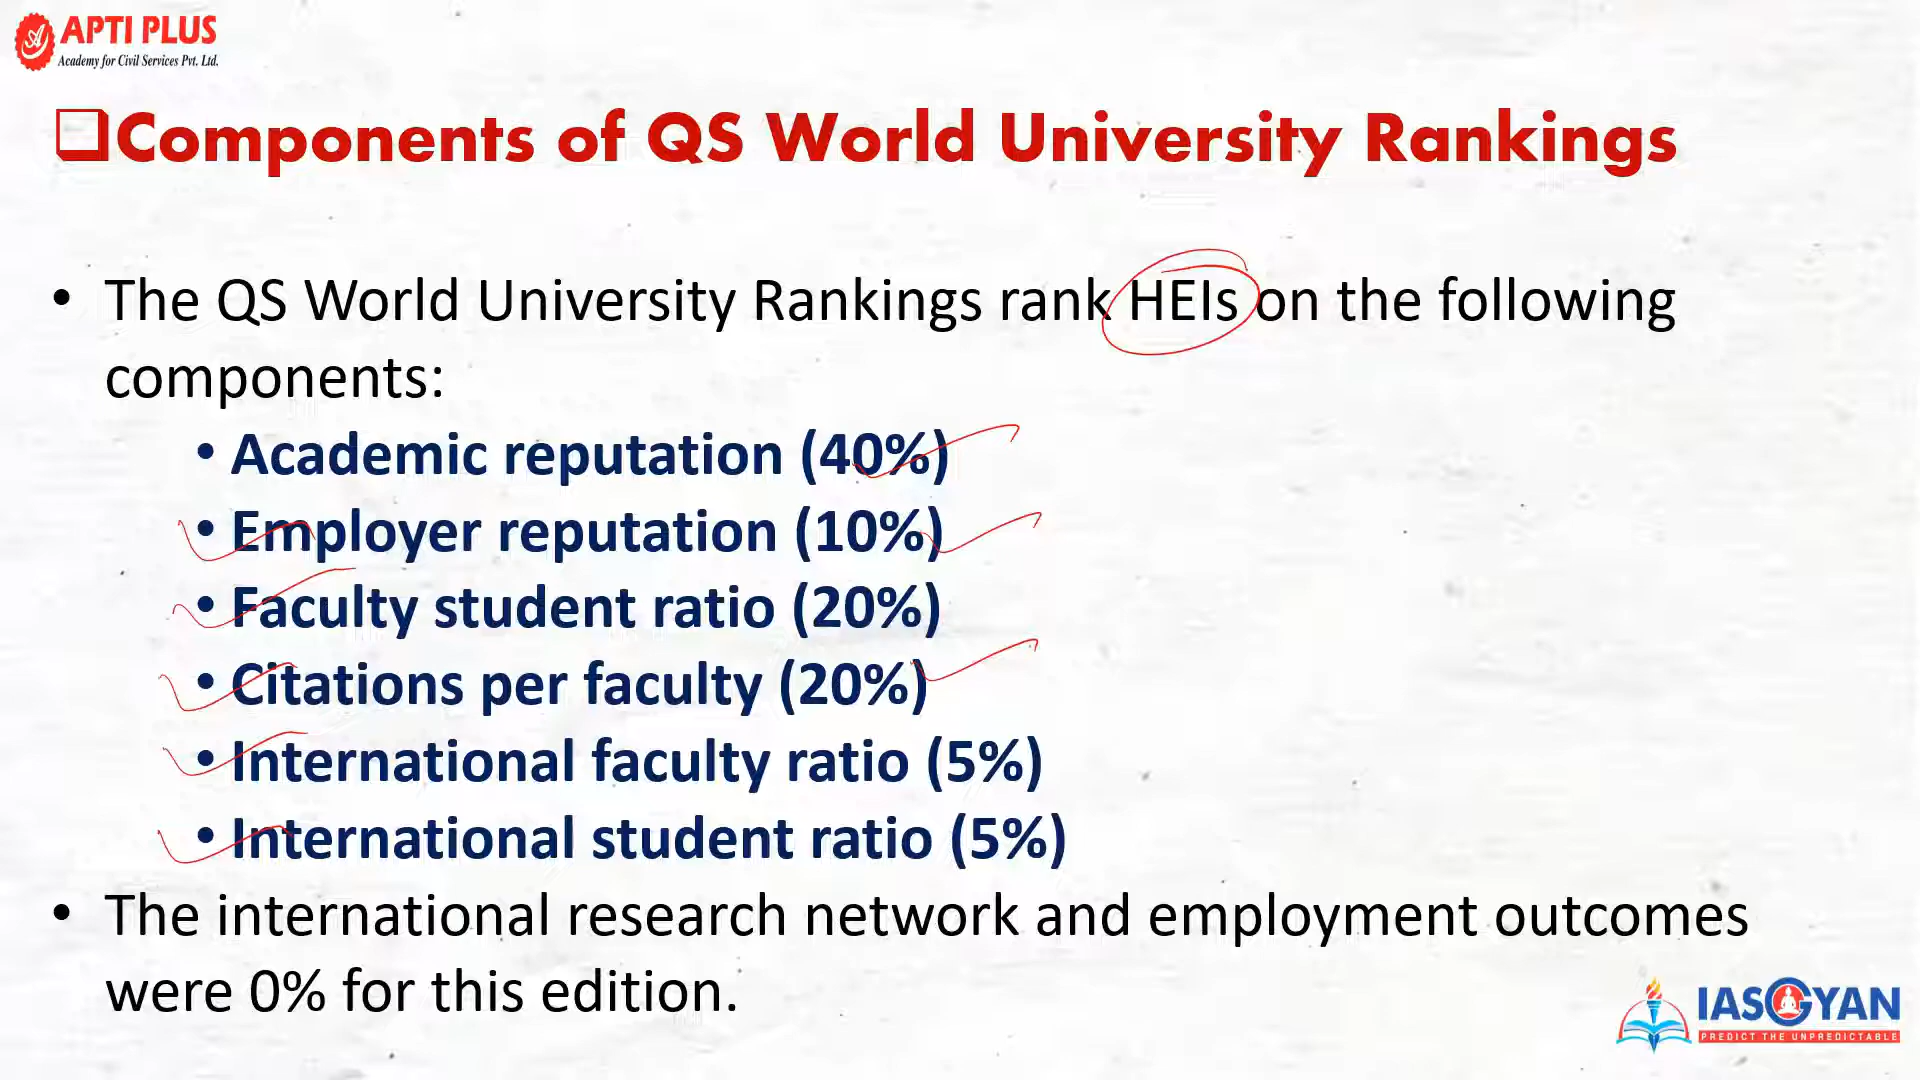 APTI PLUS
Academy for Civil Services Pvt. Ltd.
Components of QS World University Rankings
• The QS World University Rankings rank HEIs on the following
components:
• Academic reputation (40%)
• Employer reputation (10%)
• Faculty student ratio (20%)
• Citations per faculty (20%)
• International faculty ratio (5%)
• International student ratio (5%)
• The international research network and employment outcomes
were 0% for this edition.
IASGYAN
PREDICT THE UNPREDICTABLE